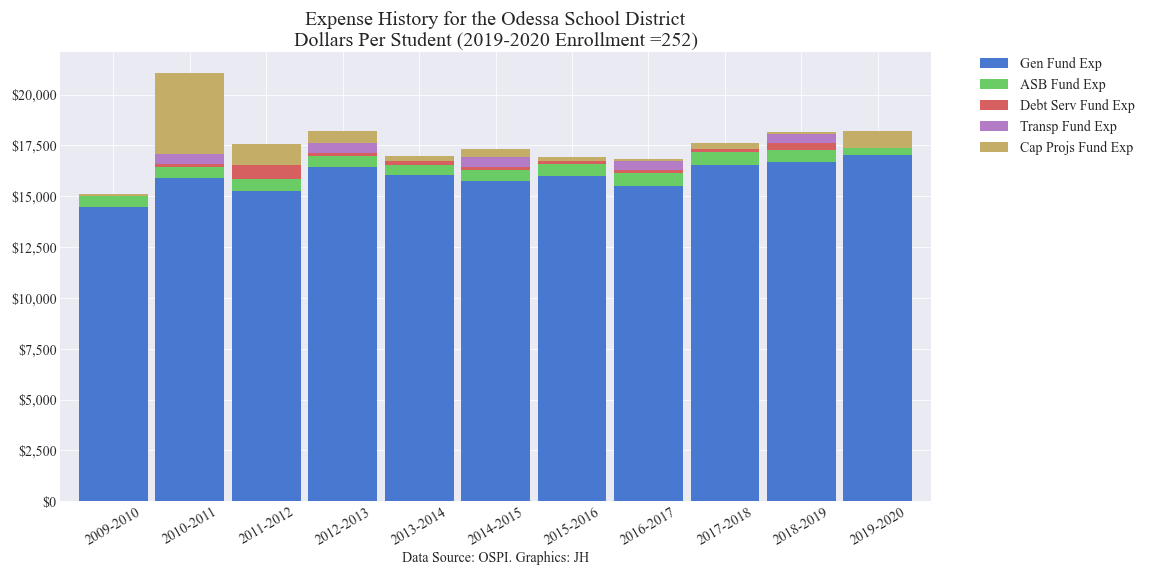 Expense History for the Odessa School District
Dollars Per Student (2019-2020 Enrollment =252)
Gen Fund Exp
ASB Fund Exp
Debt Serv Fund Exp
Transp Fund Exp
Cap Projs Fund Exp
$20,000
$17,500
$15,000
$12,500
$10,000
$7,500
$5,000
$2,500
$0
2009-2010
2010-2011
2011-2012
2012-2013
2013-2014
2014-2015
2015-2016
2016-2017
2017-2018
2018-2019
2019-2020
Data Source: OSPI. Graphics: JH